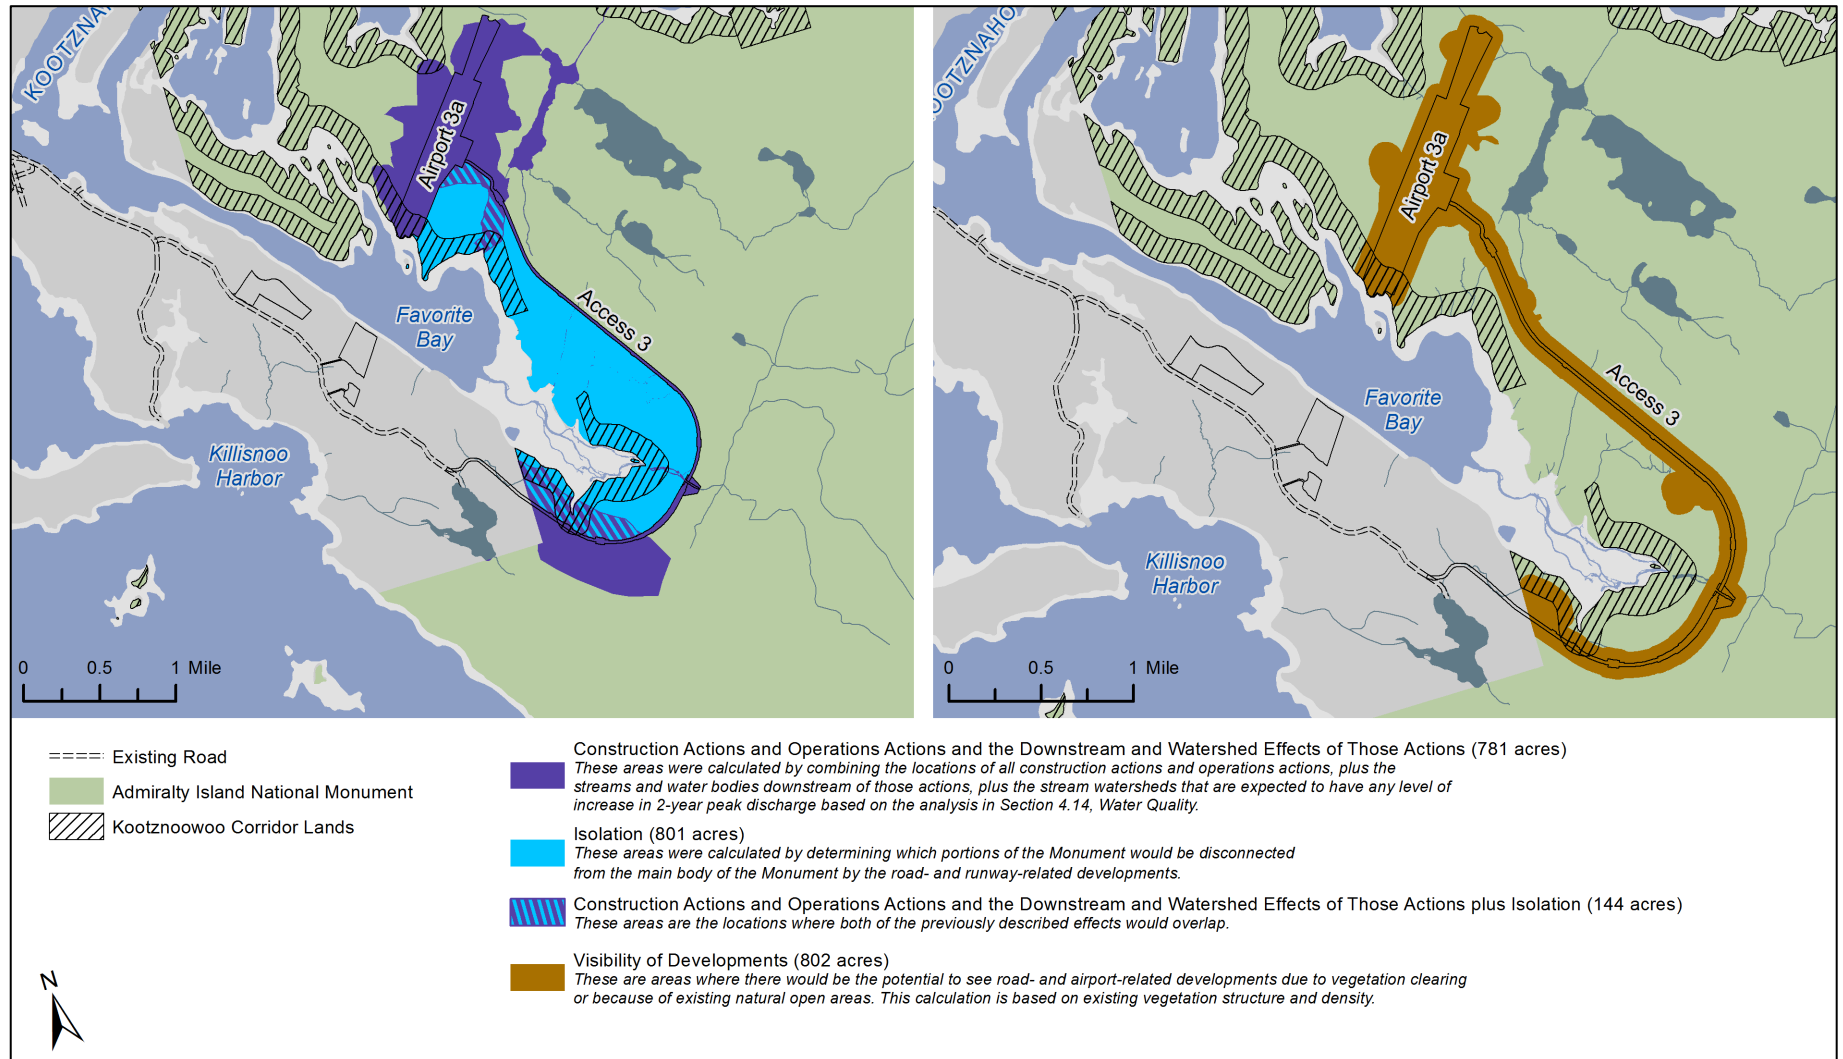 KOOTZNAHO
Airport 3a
Access 3
Favorite
Bay
Killisnoo
Harbor
0 0.5 1 Mile
OOTZNAHO
Airport 3a
Access 3
Favorite
Bay
Killisnoo
Harbor
0 0.5 1 Mile
Existing Road
Admiralty Island National Monument
Kootznoowoo Corridor Lands
N
Construction Actions and Operations Actions and the Downstream and Watershed Effects of Those Actions (781 acres)
These areas were calculated by combining the locations of all construction actions and operations actions, plus the
streams and water bodies downstream of those actions, plus the stream watersheds that are expected to have any level of
increase in 2-year peak discharge based on the analysis in Section 4.14, Water Quality.
Isolation (801 acres)
These areas were calculated by determining which portions of the Monument would be disconnected
from the main body of the Monument by the road- and runway-related developments.
Construction Actions and Operations Actions and the Downstream and Watershed Effects of Those Actions plus Isolation (144 acres)
These areas are the locations where both of the previously described effects would overlap.
Visibility of Developments (802 acres)
These are areas where there would be the potential to see road- and airport-related developments due to vegetation clearing
or because of existing natural open areas. This calculation is based on existing vegetation structure and density.